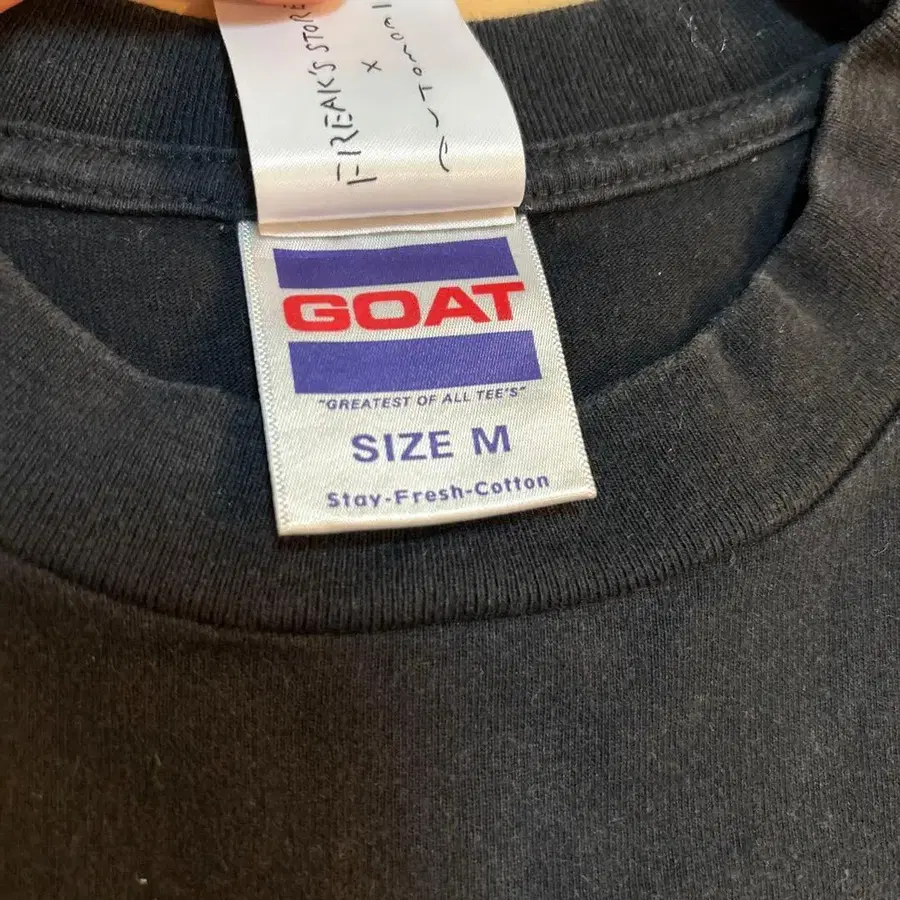 FREAK'S STORE
×
GOAT
"GREATEST OF ALL TEE'S"
SIZE M
Stay-Fresh-Cotton